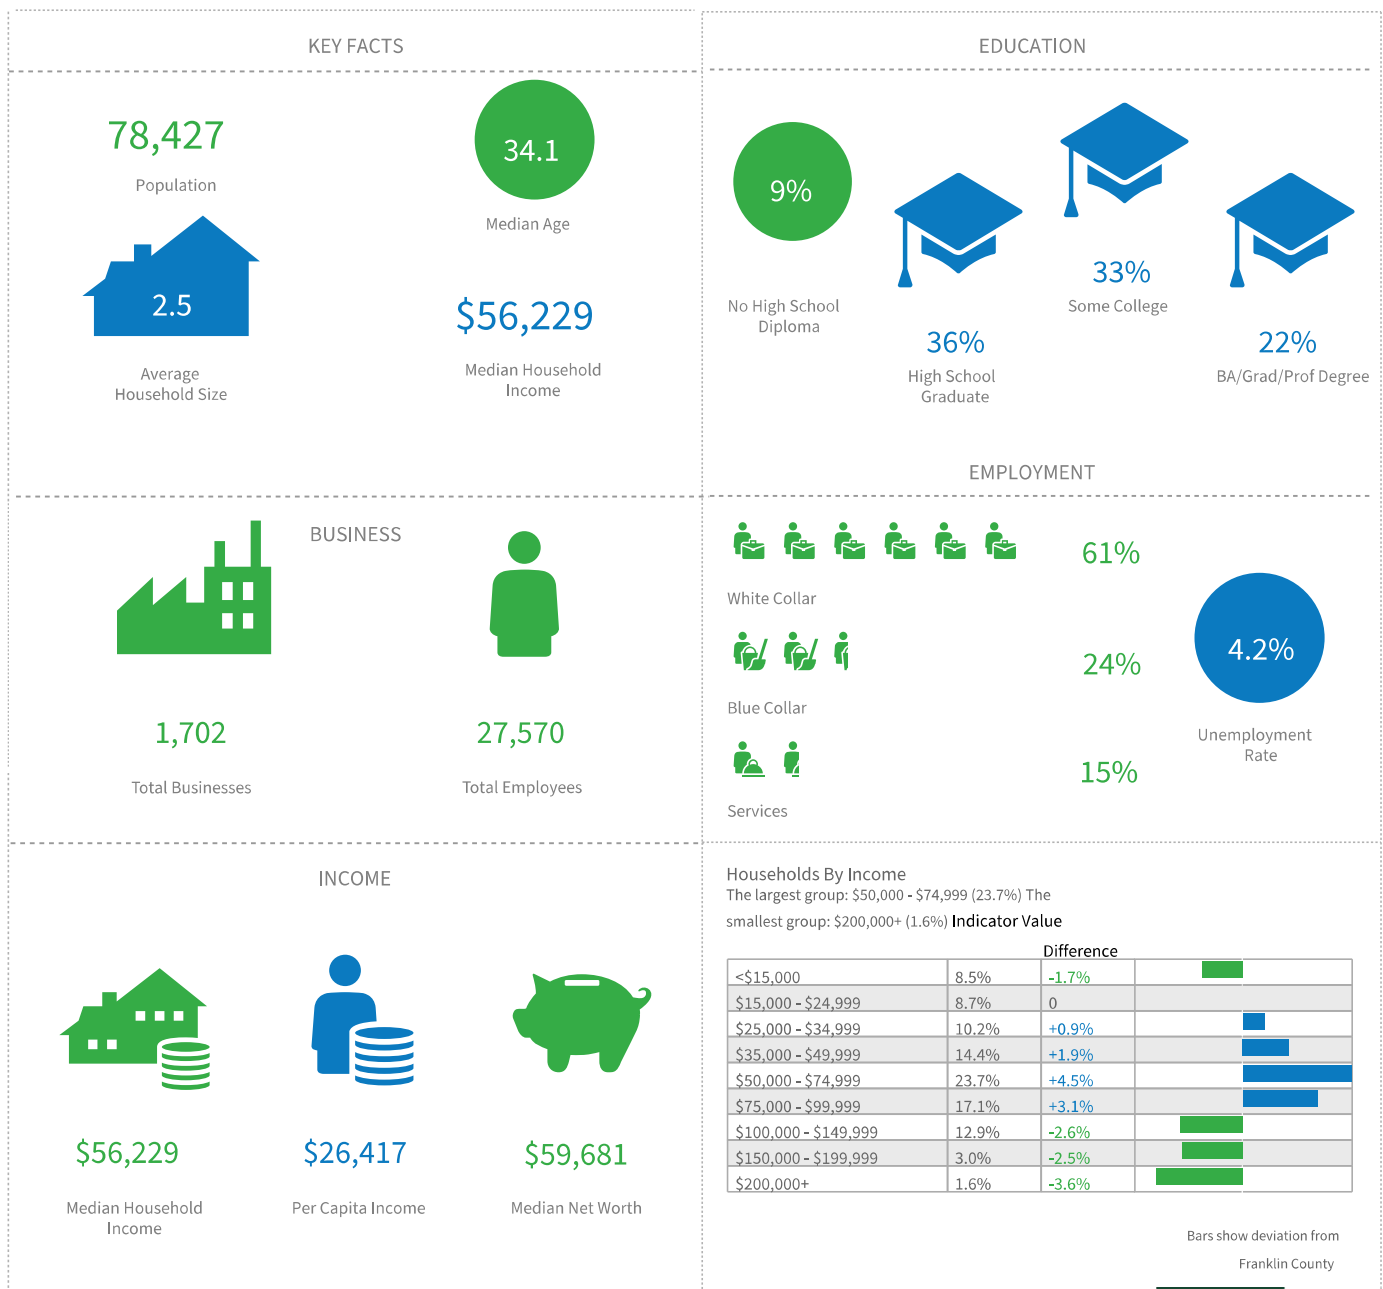 KEY FACTS
78,427
Population
34.1
Median Age
2.5
Average
Household Size
$56,229
Median Household
Income
EDUCATION
9%
No High School
Diploma
36%
High School
Graduate
33%
Some College
22%
BA/Grad/Prof Degree
BUSINESS
1,702
Total Businesses
27,570
Total Employees
EMPLOYMENT
61%
White Collar
24%
Blue Collar
15%
Services
4.2%
Unemployment
Rate
INCOME
$56,229
Median Household
Income
$26,417
Per Capita Income
$59,681
Median Net Worth
Households By Income
The largest group: $50,000 - $74,999 (23.7%) The
smallest group: $200,000+ (1.6%) Indicator Value
Difference
<$15,000 8.5% -1.7%
$15,000 - $24,999 8.7% 0
$25,000 - $34,999 10.2% +0.9%
$35,000 - $49,999 14.4% +1.9%
$50,000 - $74,999 23.7% +4.5%
$75,000 - $99,999 17.1% +3.1%
$100,000 - $149,999 12.9% -2.6%
$150,000 - $199,999 3.0% -2.5%
$200,000+ 1.6% -3.6%
Bars show deviation from
Franklin County